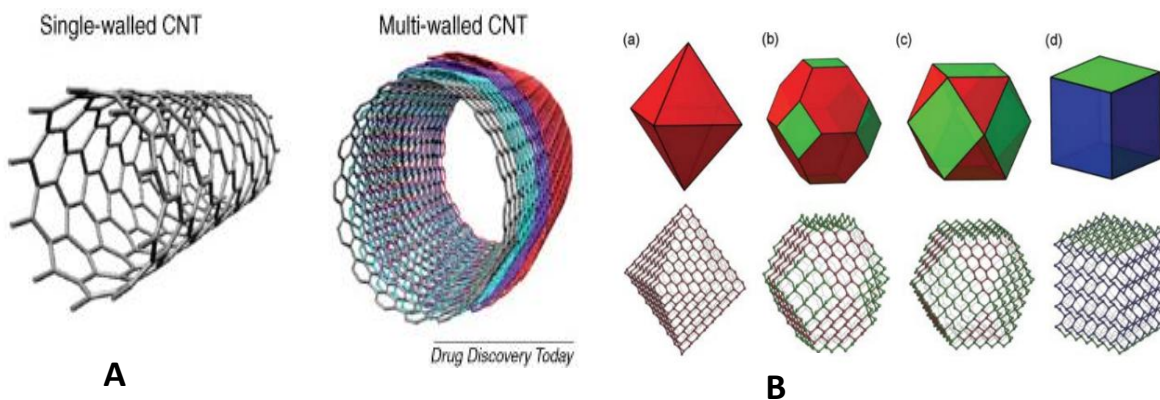 Single-walled CNT
Multi-walled CNT
Drug Discovery Today
A
(a)
(b)
(c)
(d)
B